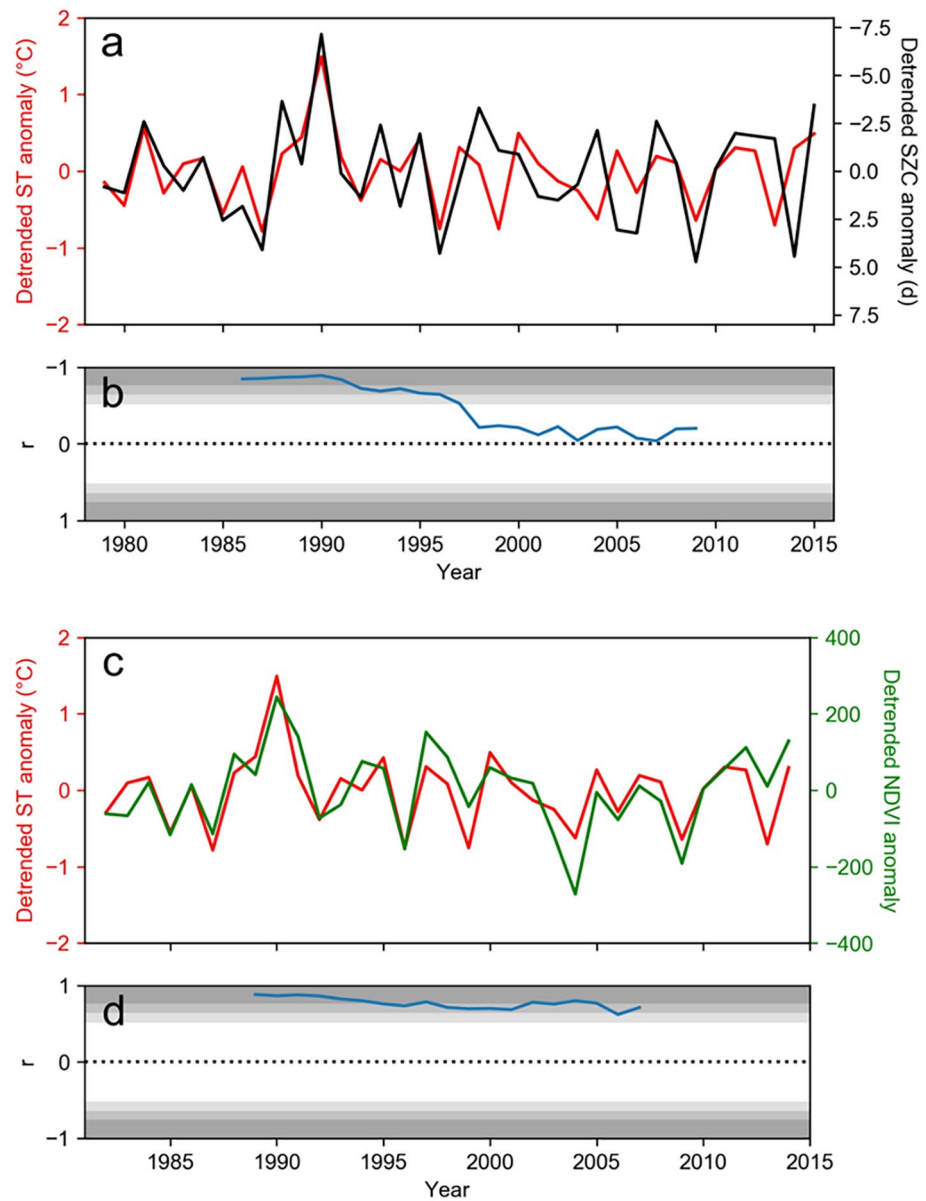 a
Detrended ST anomaly (°C)
2
1
0
−1
−2
−7.5
−5.0
−2.5
0.0
2.5
5.0
7.5
Detrended SZC anomaly (d)
b
r
−1
0
1
1980 1985 1990 1995 2000 2005 2010 2015
Year
c
Detrended ST anomaly (°C)
2
1
0
−1
−2
400
200
0
−200
−400
Detrended NDVI anomaly
d
r
1
0
−1
1985 1990 1995 2000 2005 2010 2015
Year